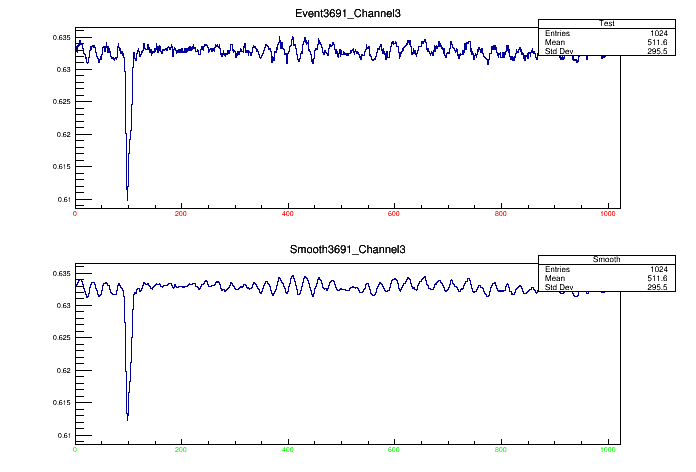 Event3691_Channel3
Test
Entries 1024
Mean 511.6
Std Dev 295.5
0.635
0.63
0.625
0.62
0.615
0.61
0 200 400 600 800 1000
Smooth3691_Channel3
Smooth
Entries 1024
Mean 511.6
Std Dev 295.5
0.635
0.63
0.625
0.62
0.615
0.61
0 200 400 600 800 1000